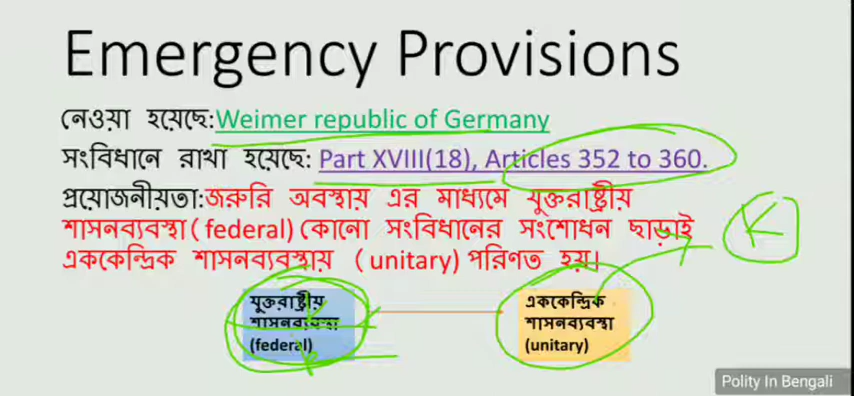 Emergency Provisions
নেওয়া হয়েছে:Weimer republic of Germany
সংবিধানে রাখা হয়েছে: Part XVIII(18), Articles 352 to 360.
প্রয়োজনীয়তা:জরুরি অবস্থায় এর মাধ্যমে যুক্তরাষ্ট্রীয়
শাসনব্যবস্থা(federal)কোনো সংবিধানের সংশোধন ছাড়াই
এককেন্দ্রিক শাসনব্যবস্থায় (unitary)পরিণত হয়।
K
যুক্তরাষ্ট্রীয়
শাসনব্যবস্থা
(federal)
এককেন্দ্রিক
শাসনব্যবস্থা
(unitary)
Polity In Bengali